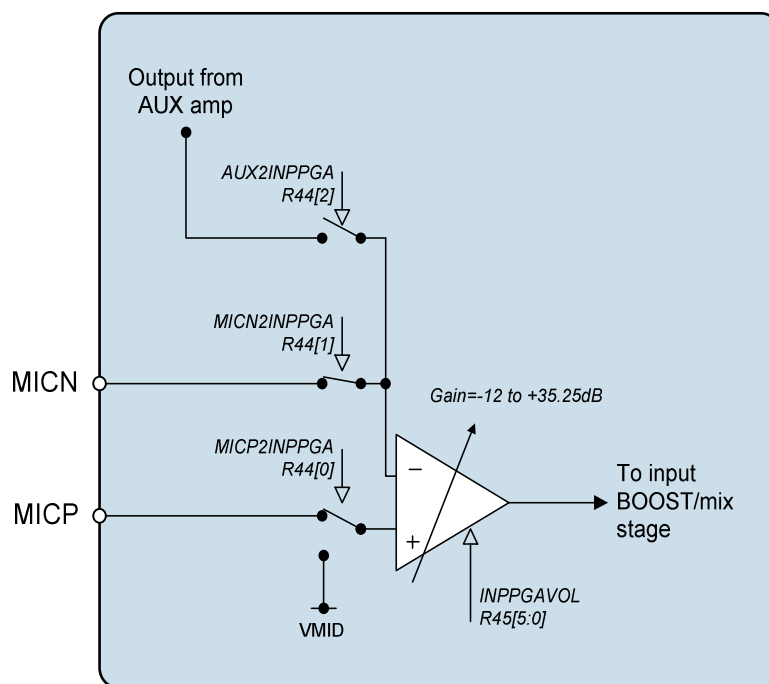 Output from
AUX amp
AUX2INPPGA
R44[2]
MICN2INPPGA
R44[1]
MICN
Gain=-12 to +35.25dB
MICP2INPPGA
R44[0]
MICP
−
+
To input
BOOST/mix
stage
VMID
INPPGAVOL
R45[5:0]